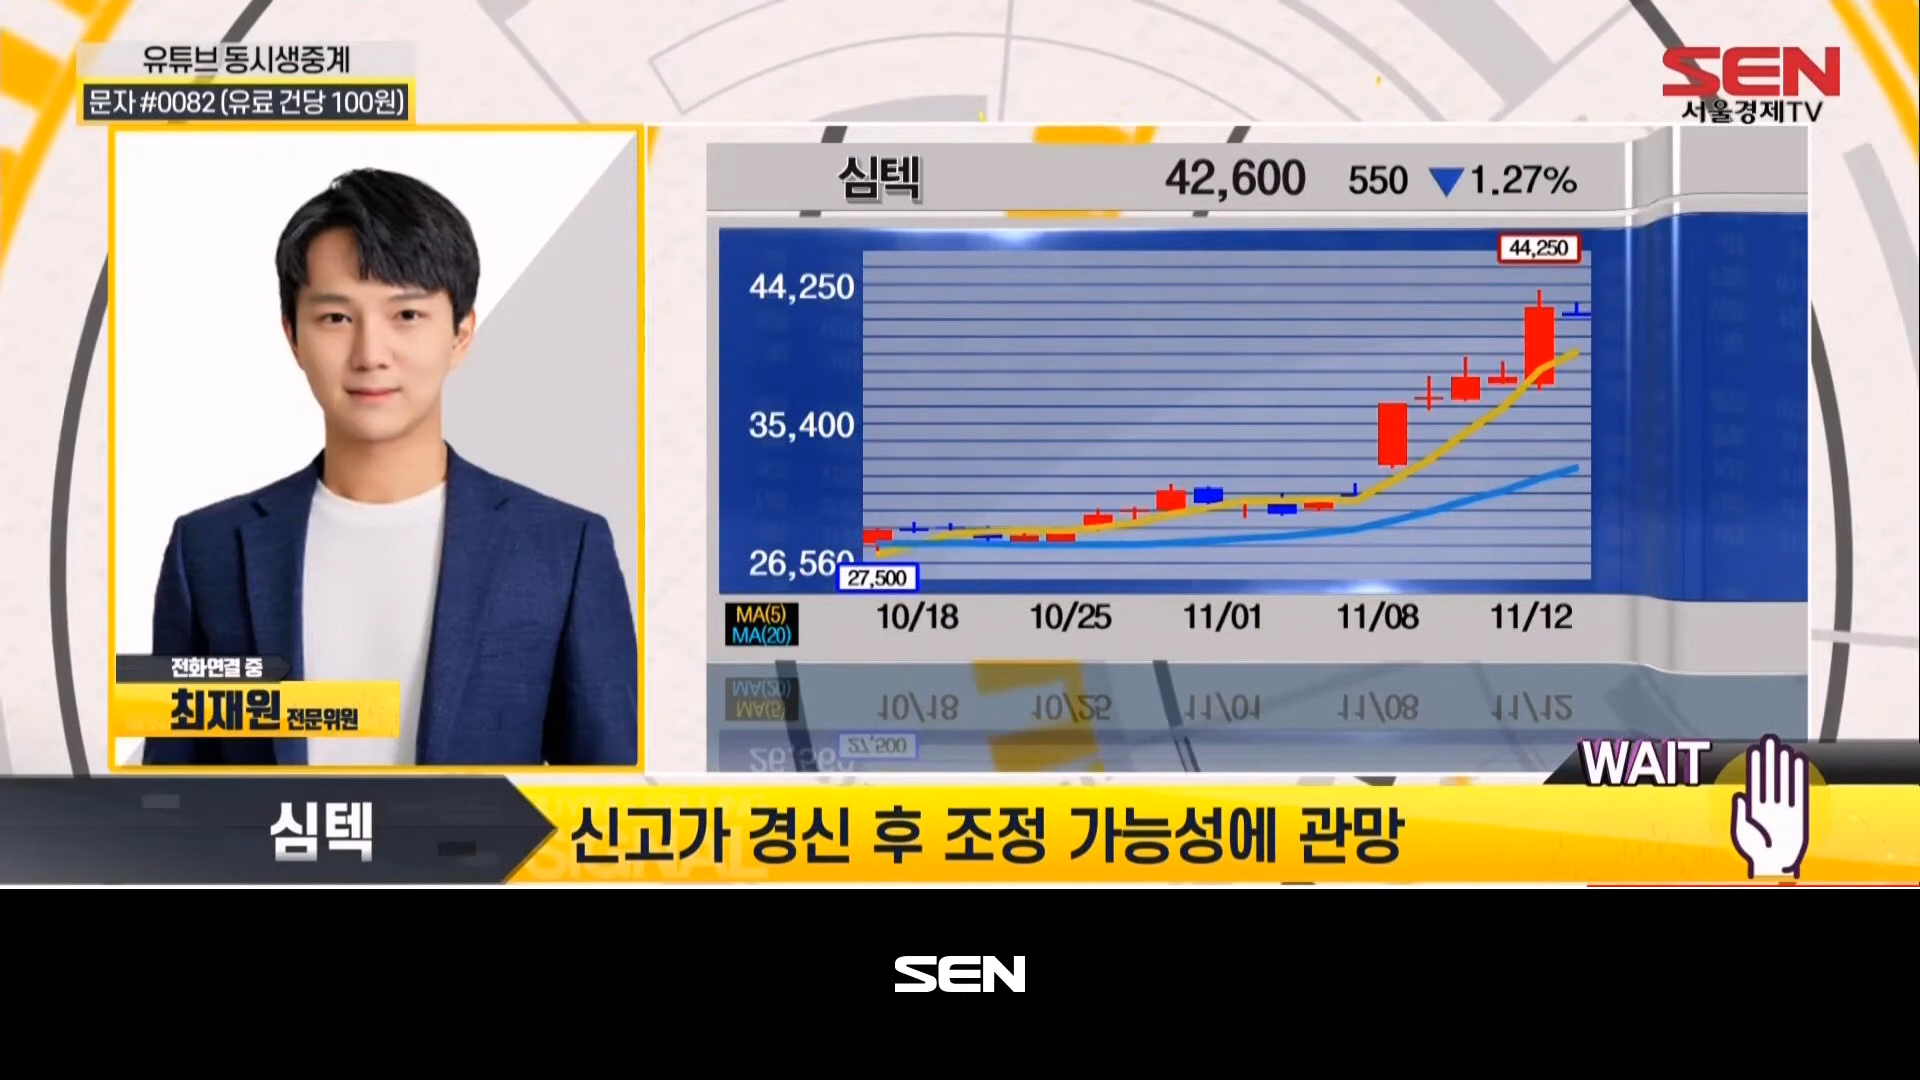 유튜브 동시생중계
문자 #0082 (유료 건당 100원)
SEN
서울경제TV
심텍 42,600 550 ▼1.27%
44,250
44,250
35,400
26,560
27,500
MA(5)
MA(20)
10/18 10/25 11/01 11/08 11/12
전화연결 중
최재원 전문위원
WAIT
심텍
신고가 경신 후 조정 가능성에 관망
SEN